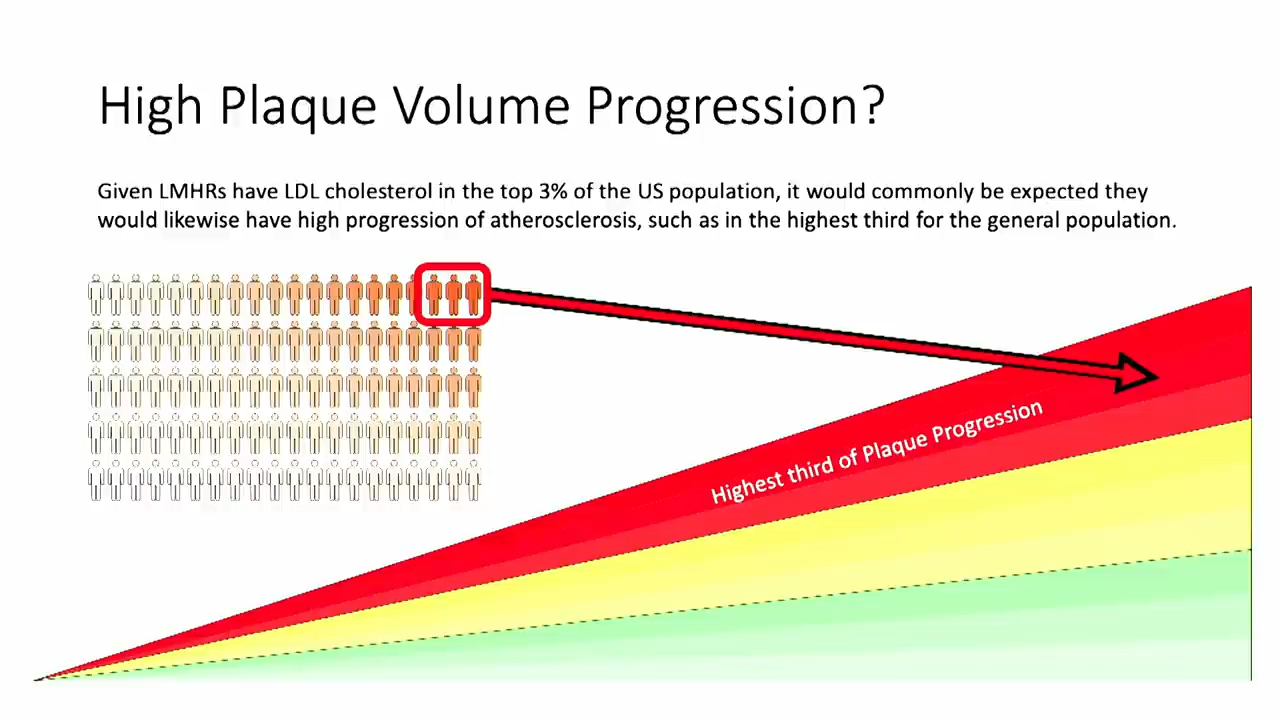 High Plaque Volume Progression?
Given LMHRs have LDL cholesterol in the top 3% of the US population, it would commonly be expected they
would likewise have high progression of atherosclerosis, such as in the highest third for the general population.
Highest third of Plaque Progression